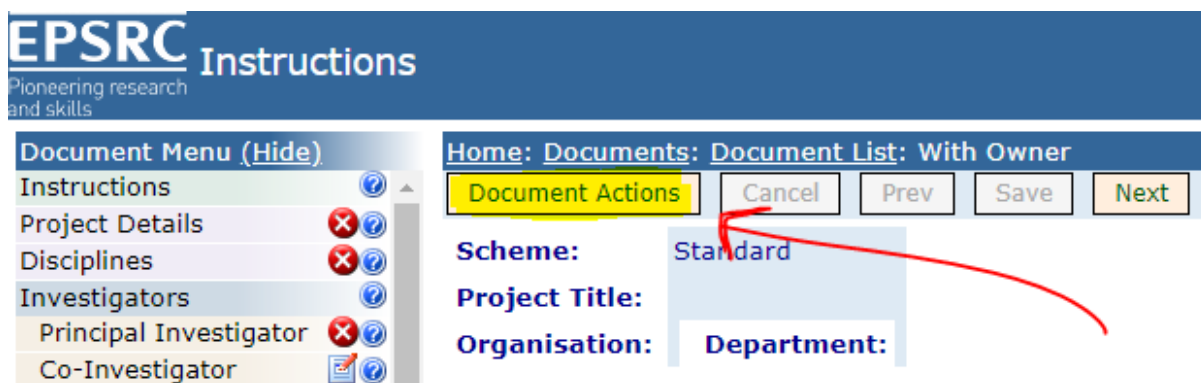 EPSRC
Pioneering research
and skills
Instructions
Document Menu (Hide)
Instructions
Project Details
Disciplines
Investigators
Principal Investigator
Co-Investigator
Home: Documents: Document List: With Owner
Document Actions Cancel Prev Save Next
Scheme: Standard
Project Title:
Organisation: Department: